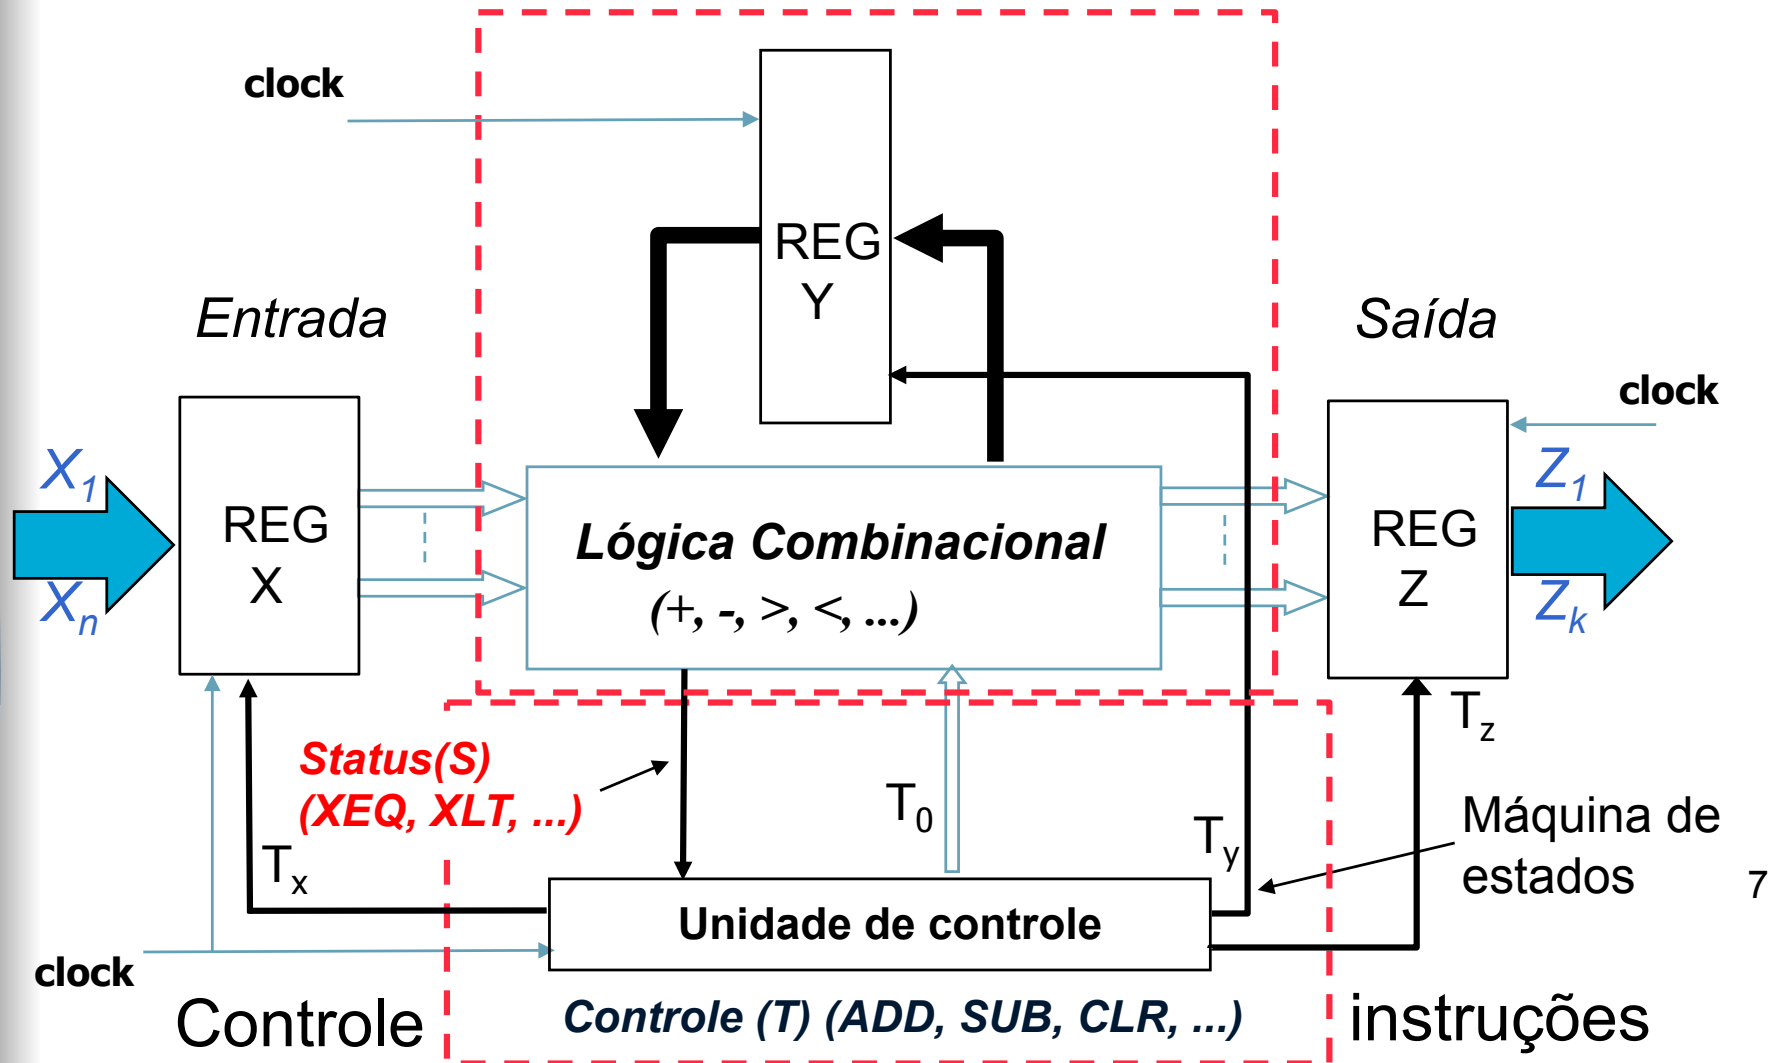 clock
REG
Y
Entrada
Saída
clock
X1
Xn
REG
X
Lógica Combinacional
(+, -, >, <, ...)
REG
Z
Z1
Zk
Status(S)
(XEQ, XLT, ...)
Tx
T0
Ty
Tz
Máquina de
estados
7
Unidade de controle
clock
Controle
Controle (T) (ADD, SUB, CLR, ...)
instruções